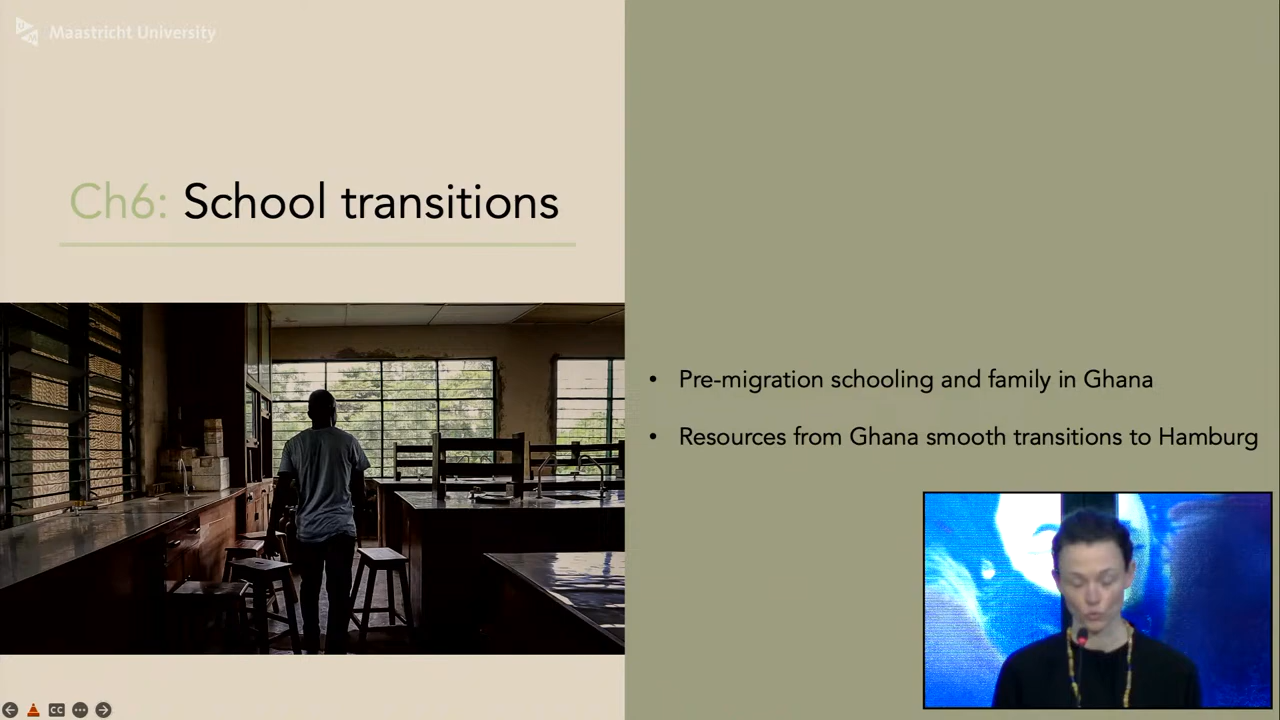 Maastricht University
Ch6: School transitions
• Pre-migration schooling and family in Ghana
• Resources from Ghana smooth transitions to Hamburg
CC